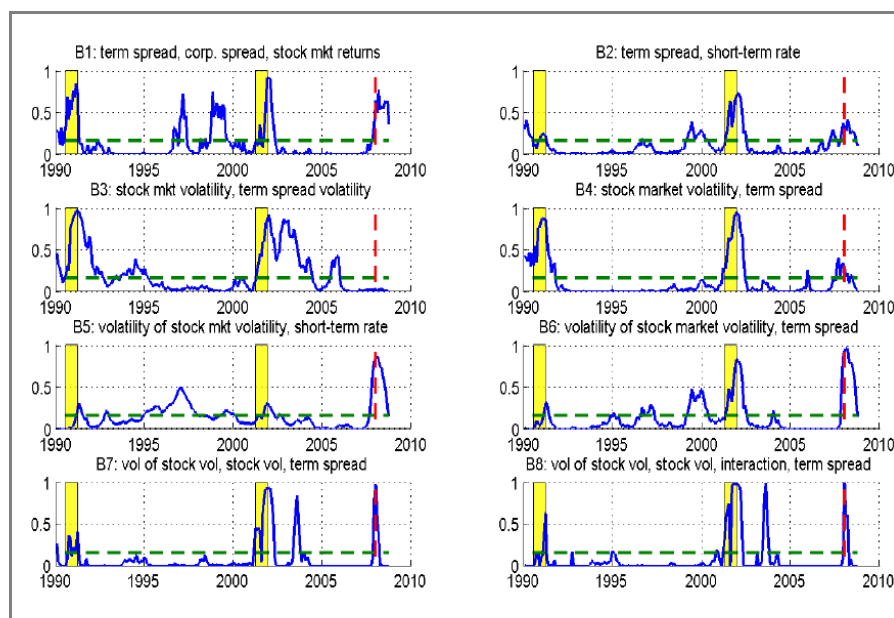 B1: term spread, corp. spread, stock mkt returns
1
0.5
0
1990 1995 2000 2005 2010
B2: term spread, short-term rate
1
0.5
0
1990 1995 2000 2005 2010
B3: stock mkt volatility, term spread volatility
1
0.5
0
1990 1995 2000 2005 2010
B4: stock market volatility, term spread
1
0.5
0
1990 1995 2000 2005 2010
B5: volatility of stock mkt volatility, short-term rate
1
0.5
0
1990 1995 2000 2005 2010
B6: volatility of stock market volatility, term spread
1
0.5
0
1990 1995 2000 2005 2010
B7: vol of stock vol, stock vol, term spread
1
0.5
0
1990 1995 2000 2005 2010
B8: vol of stock vol, stock vol, interaction, term spread
1
0.5
0
1990 1995 2000 2005 2010